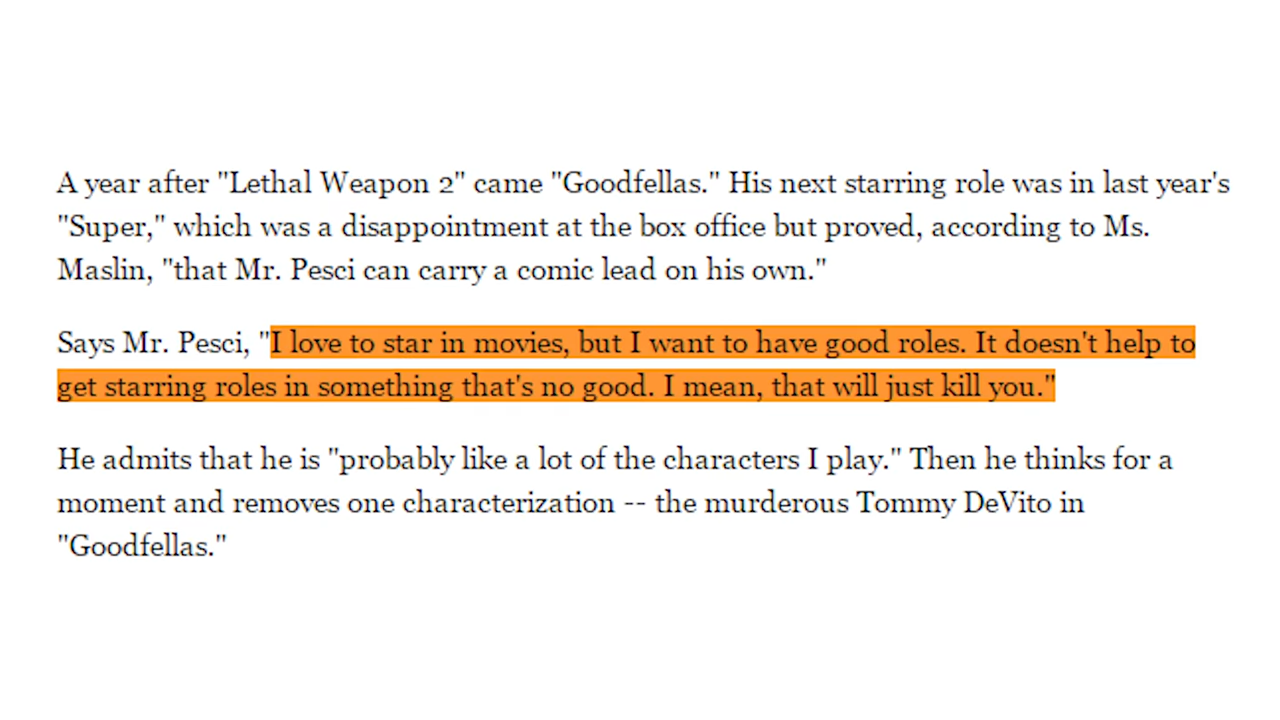 A year after "Lethal Weapon 2" came "Goodfellas." His next starring role was in last year's
"Super," which was a disappointment at the box office but proved, according to Ms.
Maslin, "that Mr. Pesci can carry a comic lead on his own."
Says Mr. Pesci, "I love to star in movies, but I want to have good roles. It doesn't help to
get starring roles in something that's no good. I mean, that will just kill you."
He admits that he is "probably like a lot of the characters I play." Then he thinks for a
moment and removes one characterization -- the murderous Tommy DeVito in
"Goodfellas."